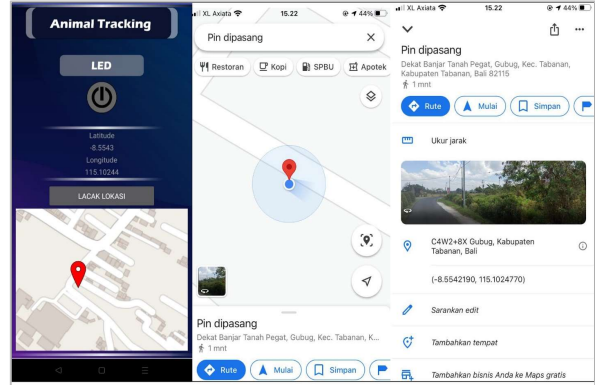 Animal Tracking
LED
Latitude
-8.5543
Longitude
115.10244
LACAK LOKASI
XL Axiata 15.22 44%
Pin dipasang
Restoran Kopi SPBU Apotek
Pin dipasang
Dekat Banjar Tanah Pegat, Gubug, Kec. Tabanan, K...
1 mnt
Rute Mulai Simpan
XL Axiata 15.22 44%
Pin dipasang
Dekat Banjar Tanah Pegat, Gubug, Kec. Tabanan,
Kabupaten Tabanan, Bali 82115
1 mnt
Rute Mulai Simpan
Ukur jarak
C4W2+8X Gubug, Kabupaten
Tabanan, Bali
(-8.5542190, 115.1024770)
Sarankan edit
Tambahkan tempat
Tambahkan bisnis Anda ke Maps gratis